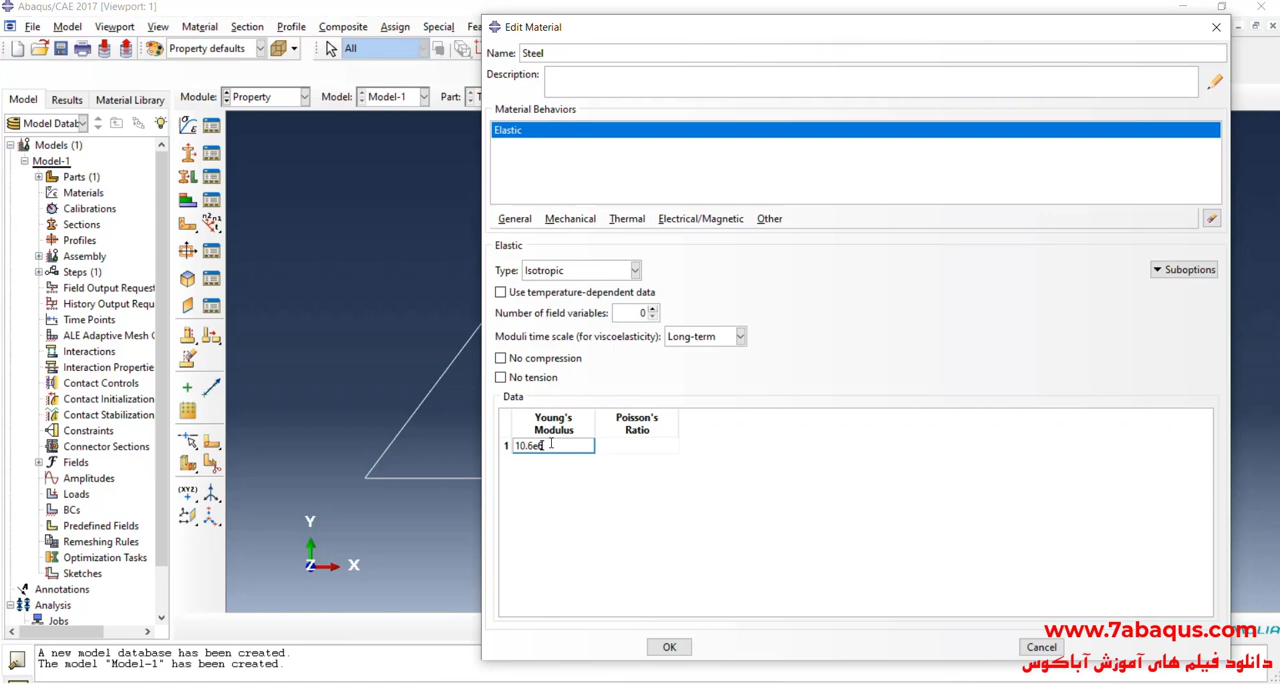 Abaqus/CAE 2017 [Viewport: 1]
File Model Viewport View Material Section Profile Composite Assign Special
Property defaults All
Model Results Material Library
Module: Property Model: Model-1 Part:
Model Datab
Models (1)
Model-1
Parts (1)
Materials
Calibrations
Sections
Profiles
Assembly
Steps (1)
Field Output Request
History Output Requ
Time Points
ALE Adaptive Mesh C
Interactions
Interaction Propertie
Contact Controls
Contact Initialization
Contact Stabilization
Constraints
Connector Sections
Fields
Amplitudes
Loads
BCs
Predefined Fields
Remeshing Rules
Optimization Tasks
Sketches
Annotations
Analysis
Jobs
(XYZ)
Y
Z X
Edit Material
Name: Steel
Description:
Material Behaviors
Elastic
General Mechanical Thermal Electrical/Magnetic Other
Elastic
Type: Isotropic
Suboptions
Use temperature-dependent data
Number of field variables: 0
Moduli time scale (for viscoelasticity): Long-term
No compression
No tension
Data
Young's Modulus
Poisson's Ratio
1 10.6e6
OK Cancel
A new model database has been created.
The model "Model-1" has been created.
www.7abaqus.com
دانلود فیلم های آموزش آباکوس